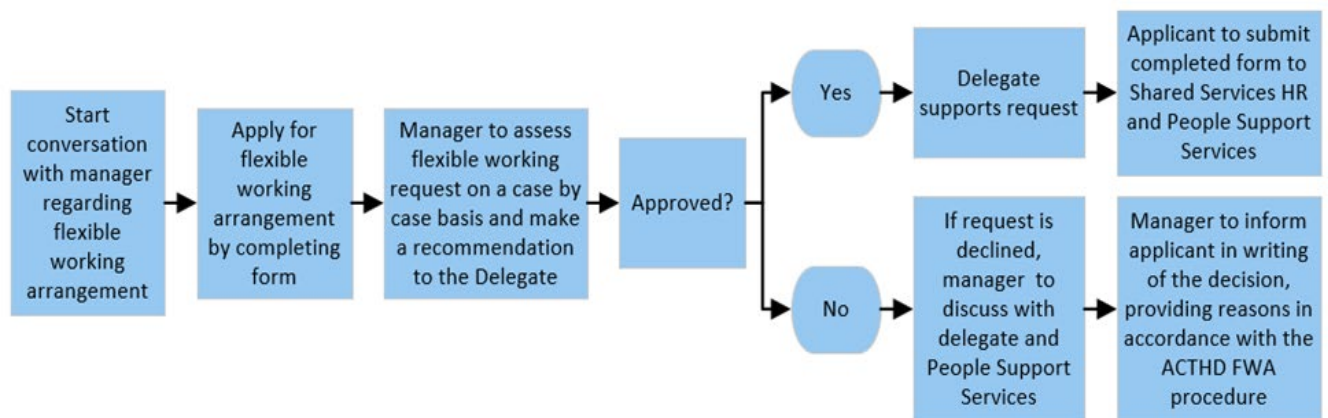 Start
conversation
with manager
regarding
flexible
working
arrangement
Apply for
flexible
working
arrangement
by completing
form
Manager to assess
flexible working
request on a case by
case basis and make
a recommendation
to the Delegate
Approved?
Yes
Delegate
supports request
Applicant to submit
completed form to
Shared Services HR
and People Support
Services
No
If request is
declined,
manager to
discuss with
delegate and
People Support
Services
Manager to inform
applicant in writing
of the decision,
providing reasons in
accordance with the
ACTHD FWA
procedure